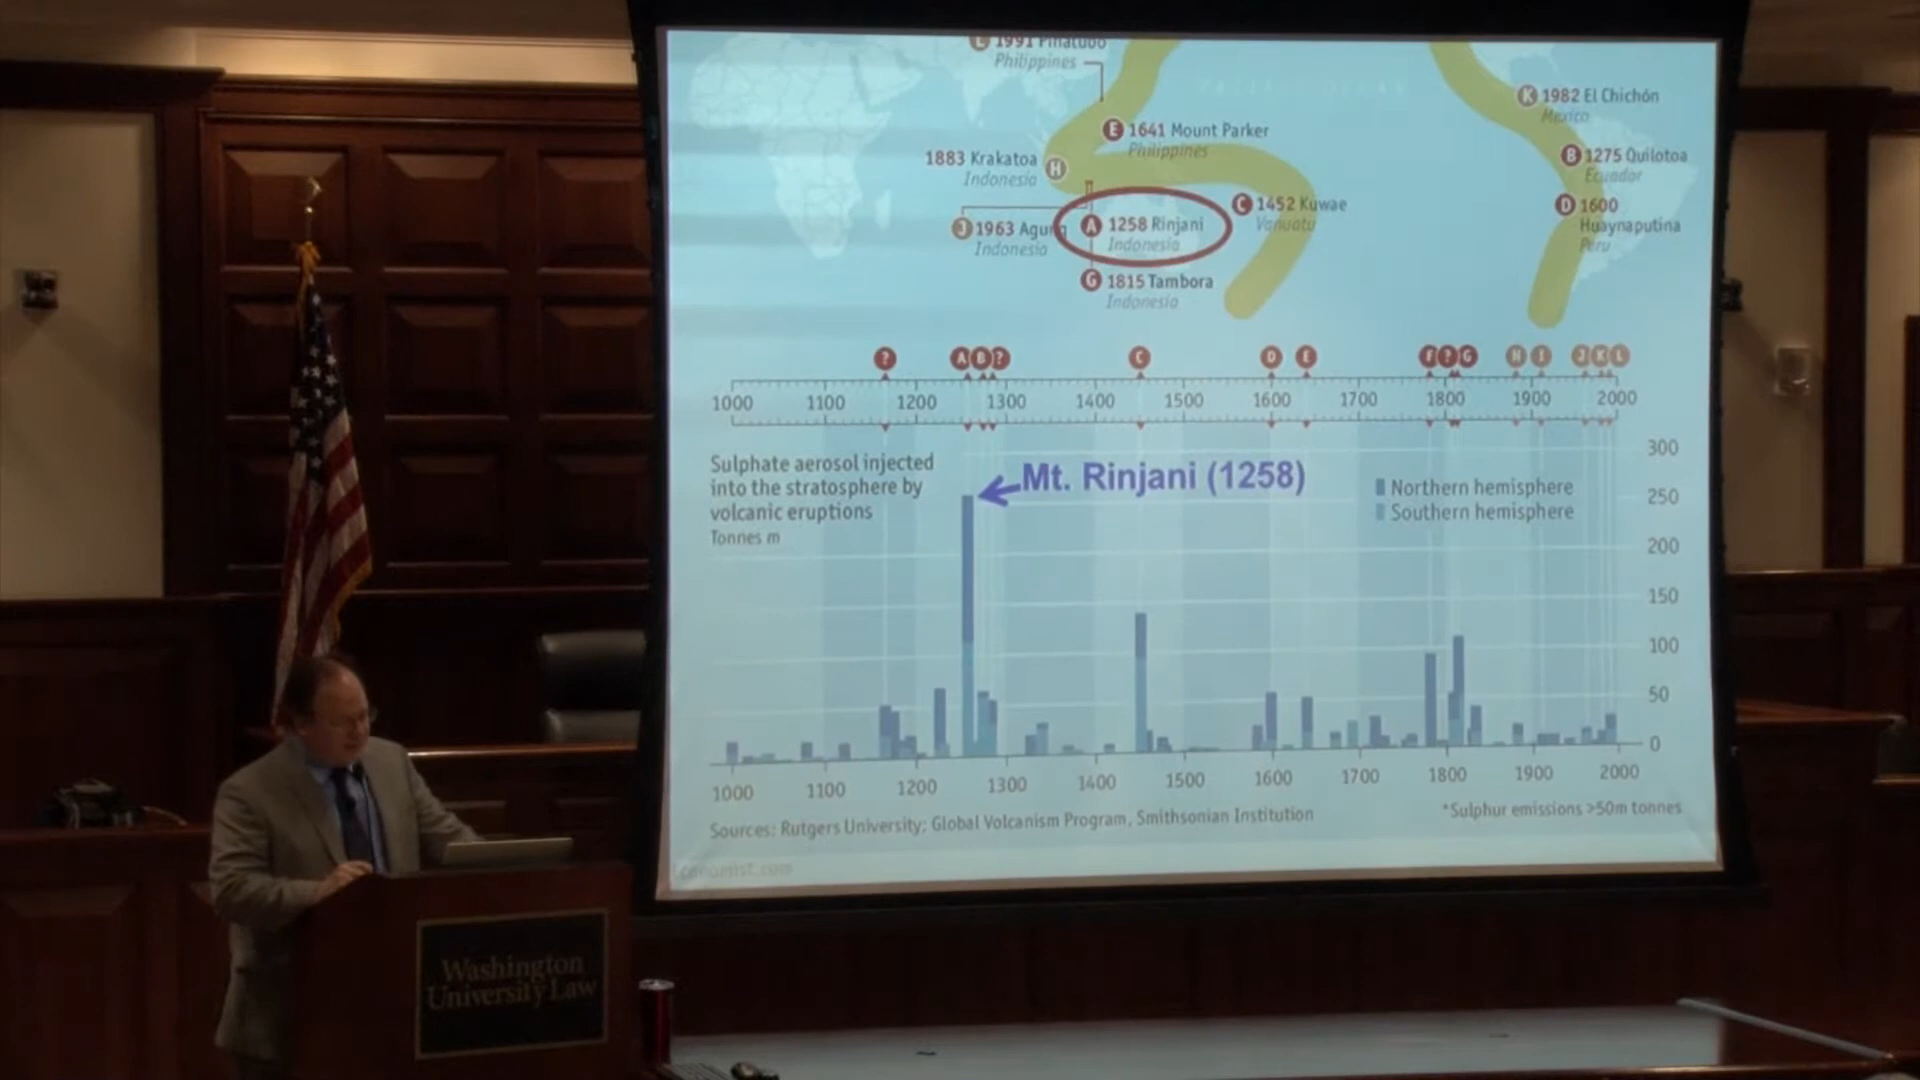 L 1991 Pinatubo
Philippines
PACIFIC OCEAN
K 1982 El Chichón
Mexico
E 1641 Mount Parker
Philippines
1883 Krakatoa H
Indonesia
B 1275 Quilotoa
Ecuador
C 1452 Kuwae
Vanuatu
D 1600
Huaynaputina
Peru
J 1963 Agung
Indonesia
A 1258 Rinjani
Indonesia
G 1815 Tambora
Indonesia
? A B ? C D E F ? G H I J K L
1000 1100 1200 1300 1400 1500 1600 1700 1800 1900 2000
Sulphate aerosol injected
into the stratosphere by
volcanic eruptions
Tonnes m
Mt. Rinjani (1258)
Northern hemisphere
Southern hemisphere
300
250
200
150
100
50
0
1000 1100 1200 1300 1400 1500 1600 1700 1800 1900 2000
Sources: Rutgers University; Global Volcanism Program, Smithsonian Institution
*Sulphur emissions >50m tonnes
Economist.com
Washington
University Law